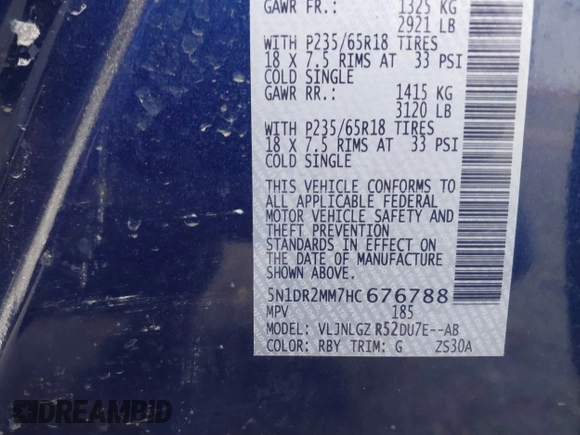 GAWR FR.: 1325 KG
2921 LB
WITH P235/65R18 TIRES
18 X 7.5 RIMS AT 33 PSI
COLD SINGLE
GAWR RR.: 1415 KG
3120 LB
WITH P235/65R18 TIRES
18 X 7.5 RIMS AT 33 PSI
COLD SINGLE
THIS VEHICLE CONFORMS TO
ALL APPLICABLE FEDERAL
MOTOR VEHICLE SAFETY AND
THEFT PREVENTION
STANDARDS IN EFFECT ON
THE DATE OF MANUFACTURE
SHOWN ABOVE.
5N1DR2MM7HC676788
MPV 185
MODEL: VLJNLGZ R52DU7E--AB
COLOR: RBY TRIM: G ZS30A
DREAMBID